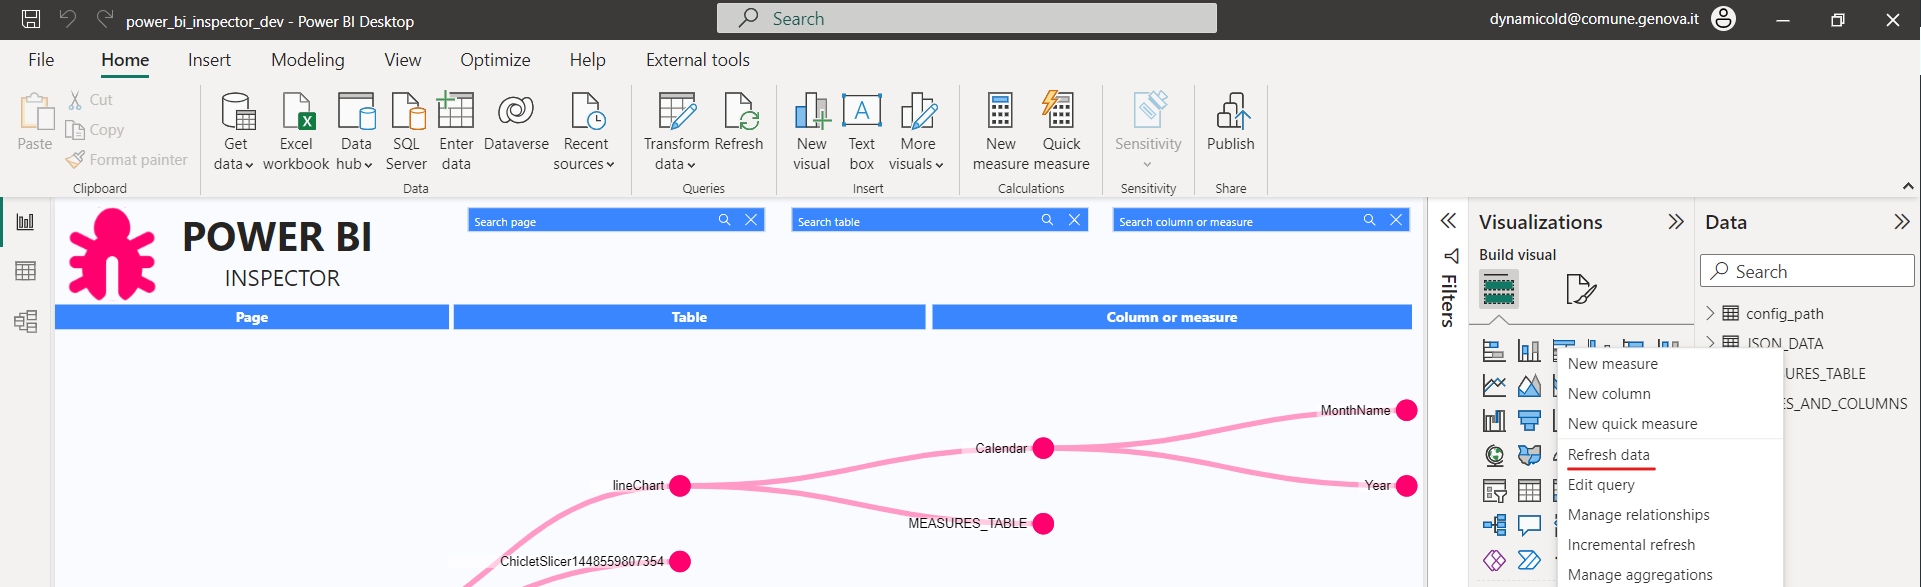 power_bi_inspector_dev - Power BI Desktop
Search
dynamicold@comune.genova.it
File Home Insert Modeling View Optimize Help External tools
Paste
Cut
Copy
Format painter
Clipboard
Get data
Excel workbook
Data hub
SQL Server
Enter data
Dataverse
Recent sources
Data
Transform data
Refresh
Queries
New visual
Text box
More visuals
Insert
New measure
Quick measure
Calculations
Sensitivity
Sensitivity
Publish
Share
POWER BI
INSPECTOR
Search page
Search table
Search column or measure
Page
Table
Column or measure
MonthName
Calendar
lineChart
Year
MEASURES_TABLE
ChicletSlicer1448559807354
Filters
Visualizations
Build visual
Data
Search
config_path
JSON_DATA
URES_TABLE
ES_AND_COLUMNS
New measure
New column
New quick measure
Refresh data
Edit query
Manage relationships
Incremental refresh
Manage aggregations